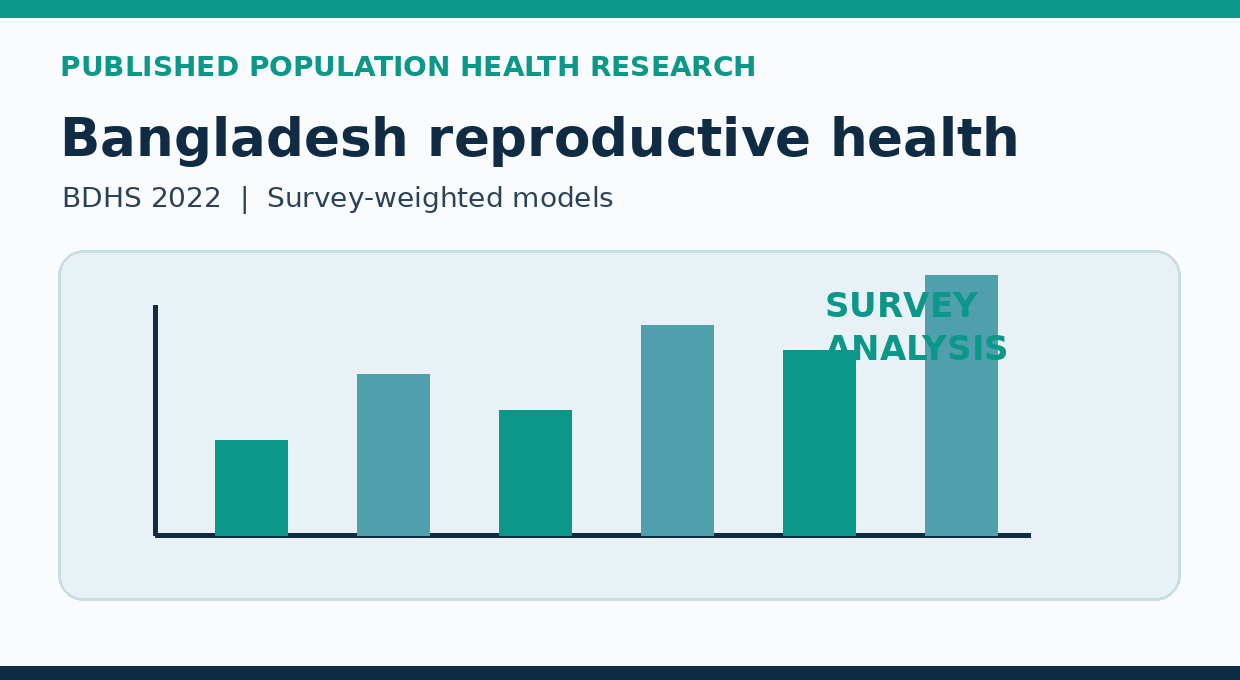 PUBLISHED POPULATION HEALTH RESEARCH
Bangladesh reproductive health
BDHS 2022 | Survey-weighted models
SURVEY
ANALYSIS